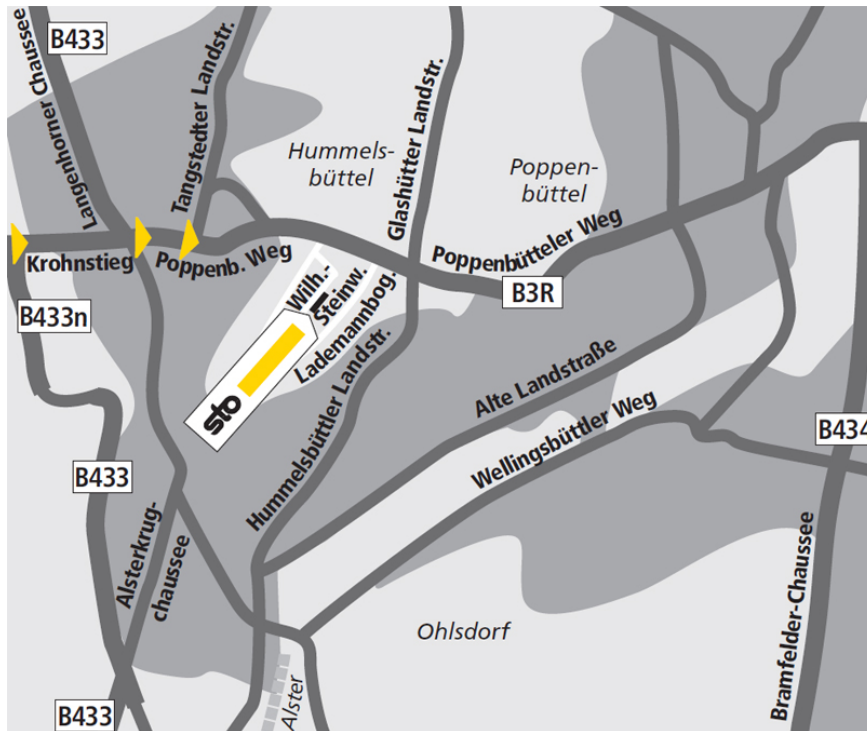 B433
Langenhorner Chaussee
Tangstedter Landstr.
Hummels-
büttel
Glashütter Landstr.
Poppen-
büttel
Krohnstieg
Poppenb. Weg
Poppenbütteler Weg
B3R
B433n
Wilh.-
Steinw.
Lademannbog.
sto
Hummelsbüttler Landstr.
Alte Landstraße
Wellingsbüttler Weg
B434
B433
Alsterkrug-
chaussee
Ohlsdorf
Bramfelder-Chaussee
Alster
B433